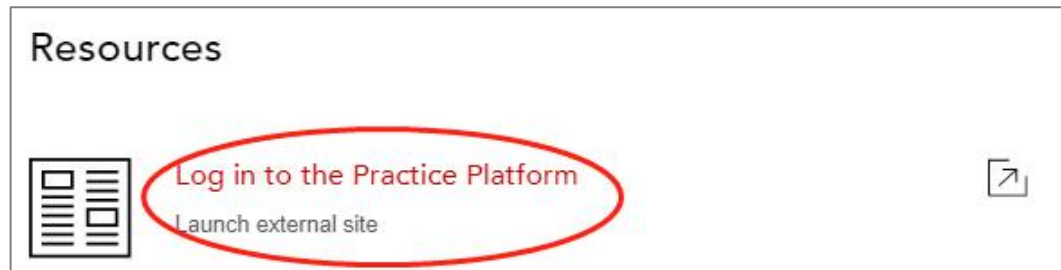 Resources
Log in to the Practice Platform
Launch external site